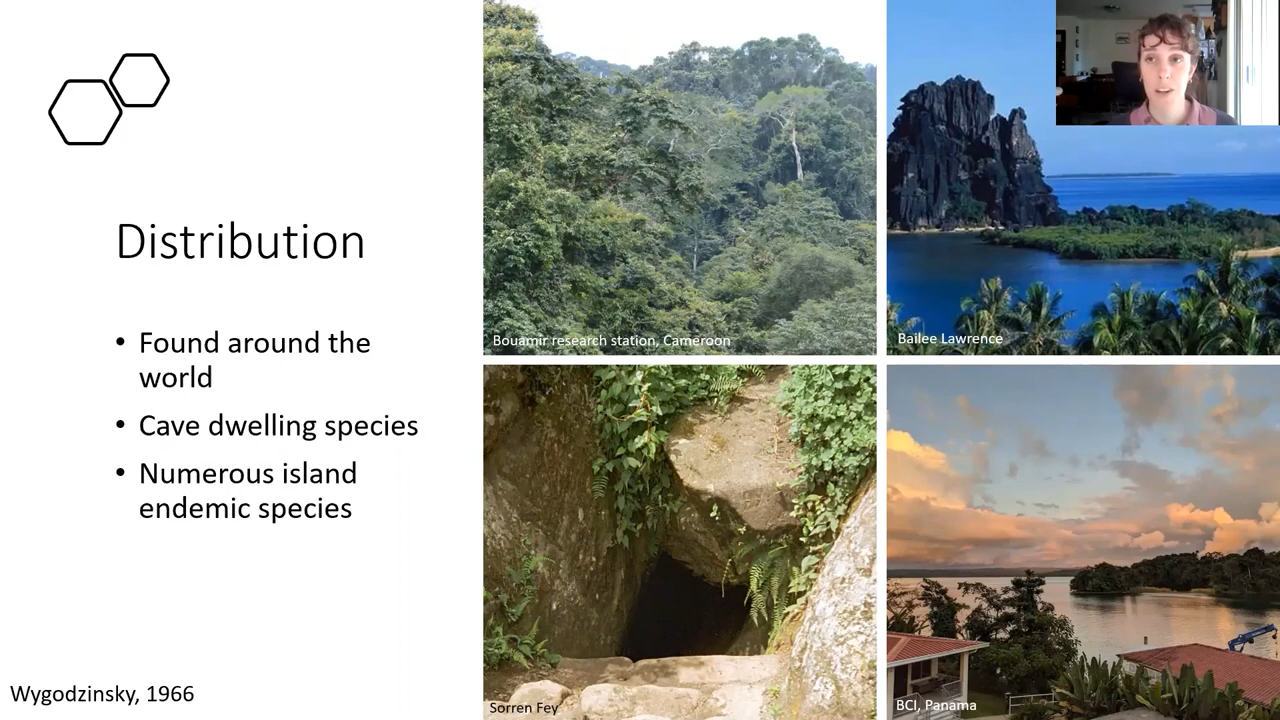 Distribution
• Found around the
world
• Cave dwelling species
• Numerous island
endemic species
Wygodzinsky, 1966
Bouamir research station, Cameroon
Bailee Lawrence
Sorren Fey
BCI, Panama